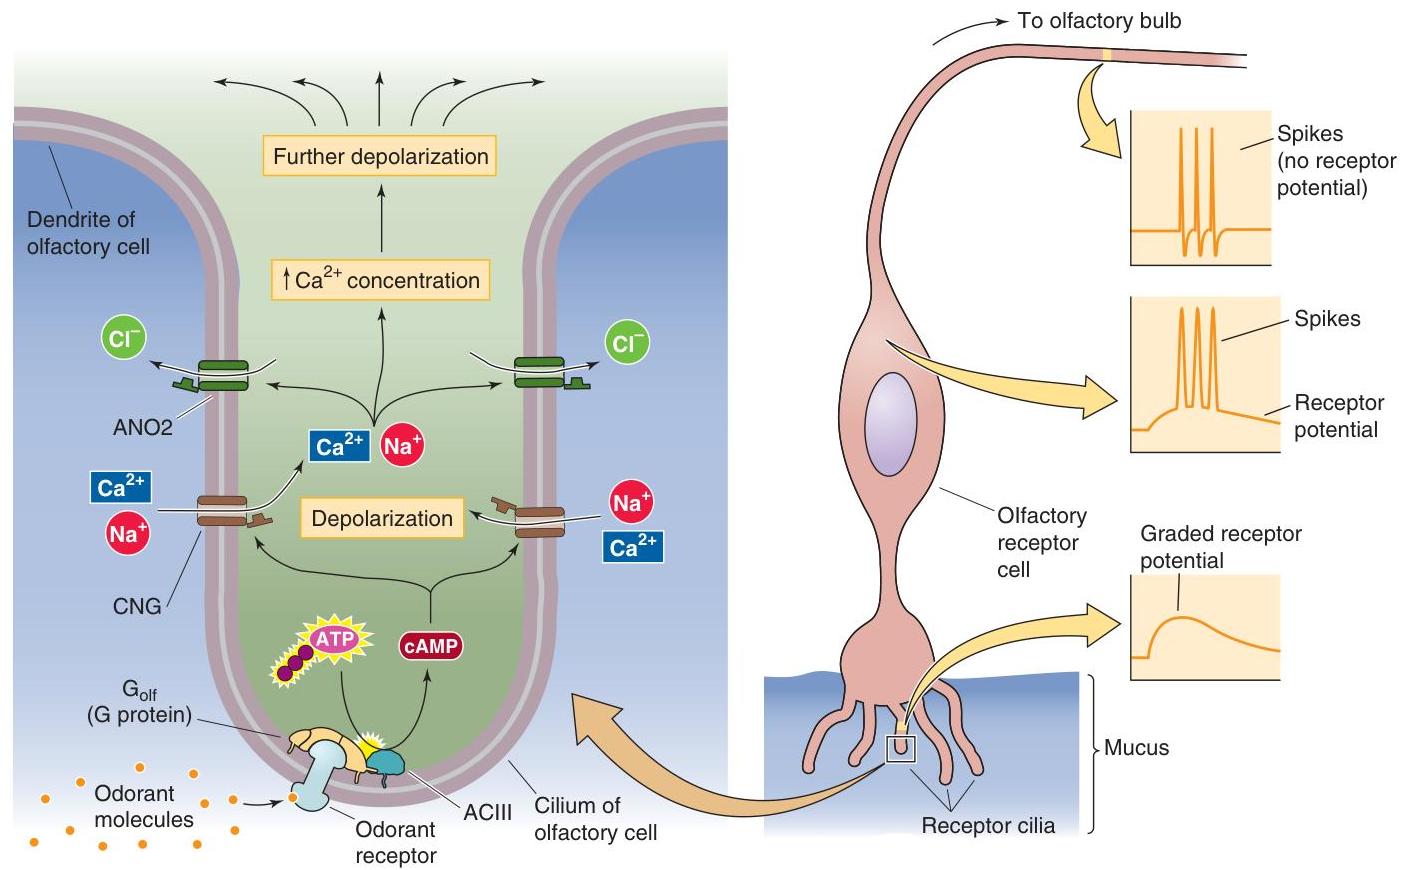 To olfactory bulb
Further depolarization
Spikes
(no receptor
potential)
Dendrite of
olfactory cell
↑Ca²⁺ concentration
Cl⁻
Cl⁻
Spikes
ANO2
Ca²⁺ Na⁺
Receptor
potential
Ca²⁺
Na⁺
Depolarization
Na⁺
Ca²⁺
Olfactory
receptor
cell
Graded receptor
potential
CNG
ATP
cAMP
Golf
(G protein)
Mucus
Odorant
molecules
ACIII
Cilium of
olfactory cell
Odorant
receptor
Receptor cilia